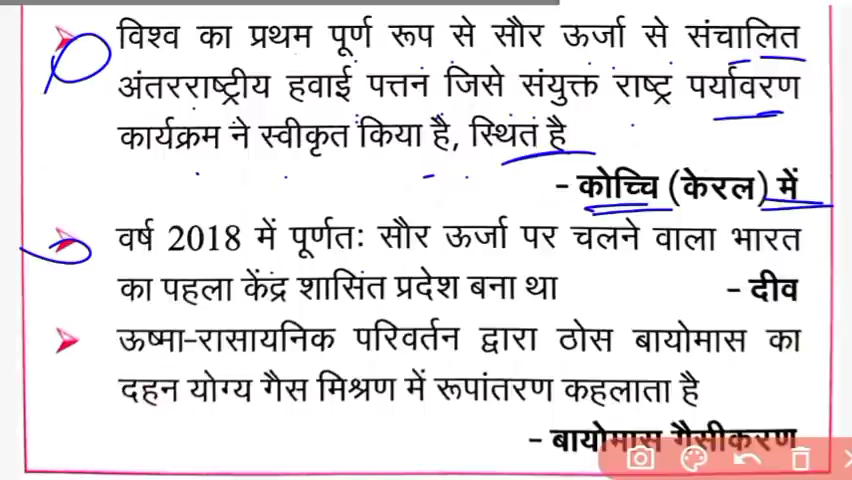 विश्व का प्रथम पूर्ण रूप से सौर ऊर्जा से संचालित
अंतरराष्ट्रीय हवाई पत्तन जिसे संयुक्त राष्ट्र पर्यावरण
कार्यक्रम ने स्वीकृत किया है, स्थित है
- कोच्चि (केरल) में
वर्ष 2018 में पूर्णतः सौर ऊर्जा पर चलने वाला भारत
का पहला केंद्र शासित प्रदेश बना था - दीव
ऊष्मा-रासायनिक परिवर्तन द्वारा ठोस बायोमास का
दहन योग्य गैस मिश्रण में रूपांतरण कहलाता है
- बायोमास गैसीकरण